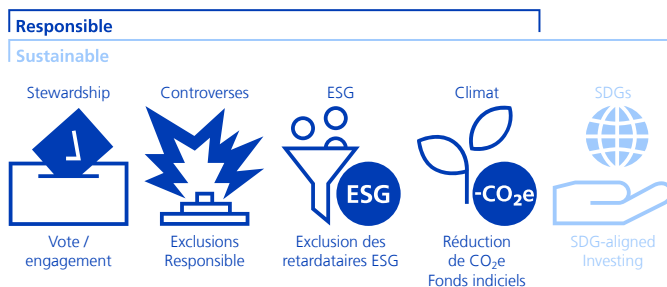 Responsible
Sustainable
Stewardship
Controverses
ESG
Climat
SDGs
ESG
-CO₂e
Vote /
engagement
Exclusions
Responsible
Exclusion des
retardataires ESG
Réduction
de CO₂e
Fonds indiciels
SDG-aligned
Investing